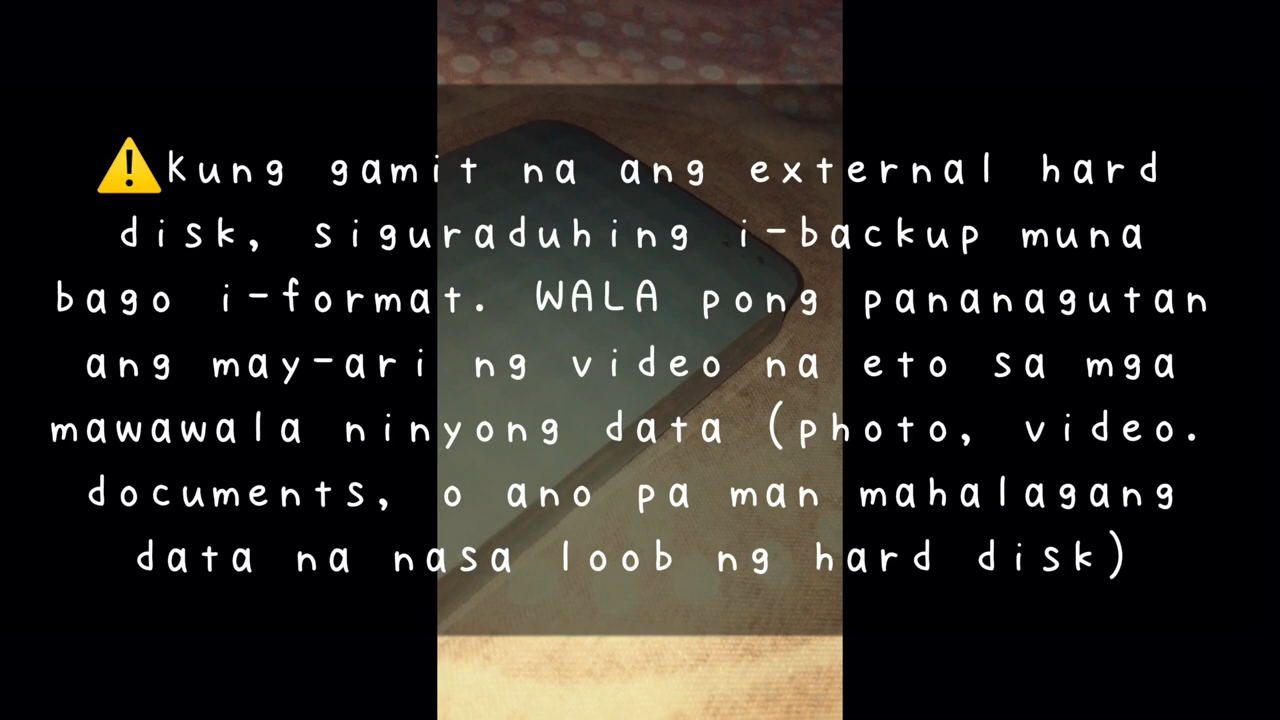 ⚠️Kung gamit na ang external hard
disk, siguraduhing i-backup muna
bago i-format. WALA pong pananagutan
ang may-ari ng video na eto sa mga
mawawala ninyong data (photo, video.
documents, o ano pa man mahalagang
data na nasa loob ng hard disk)